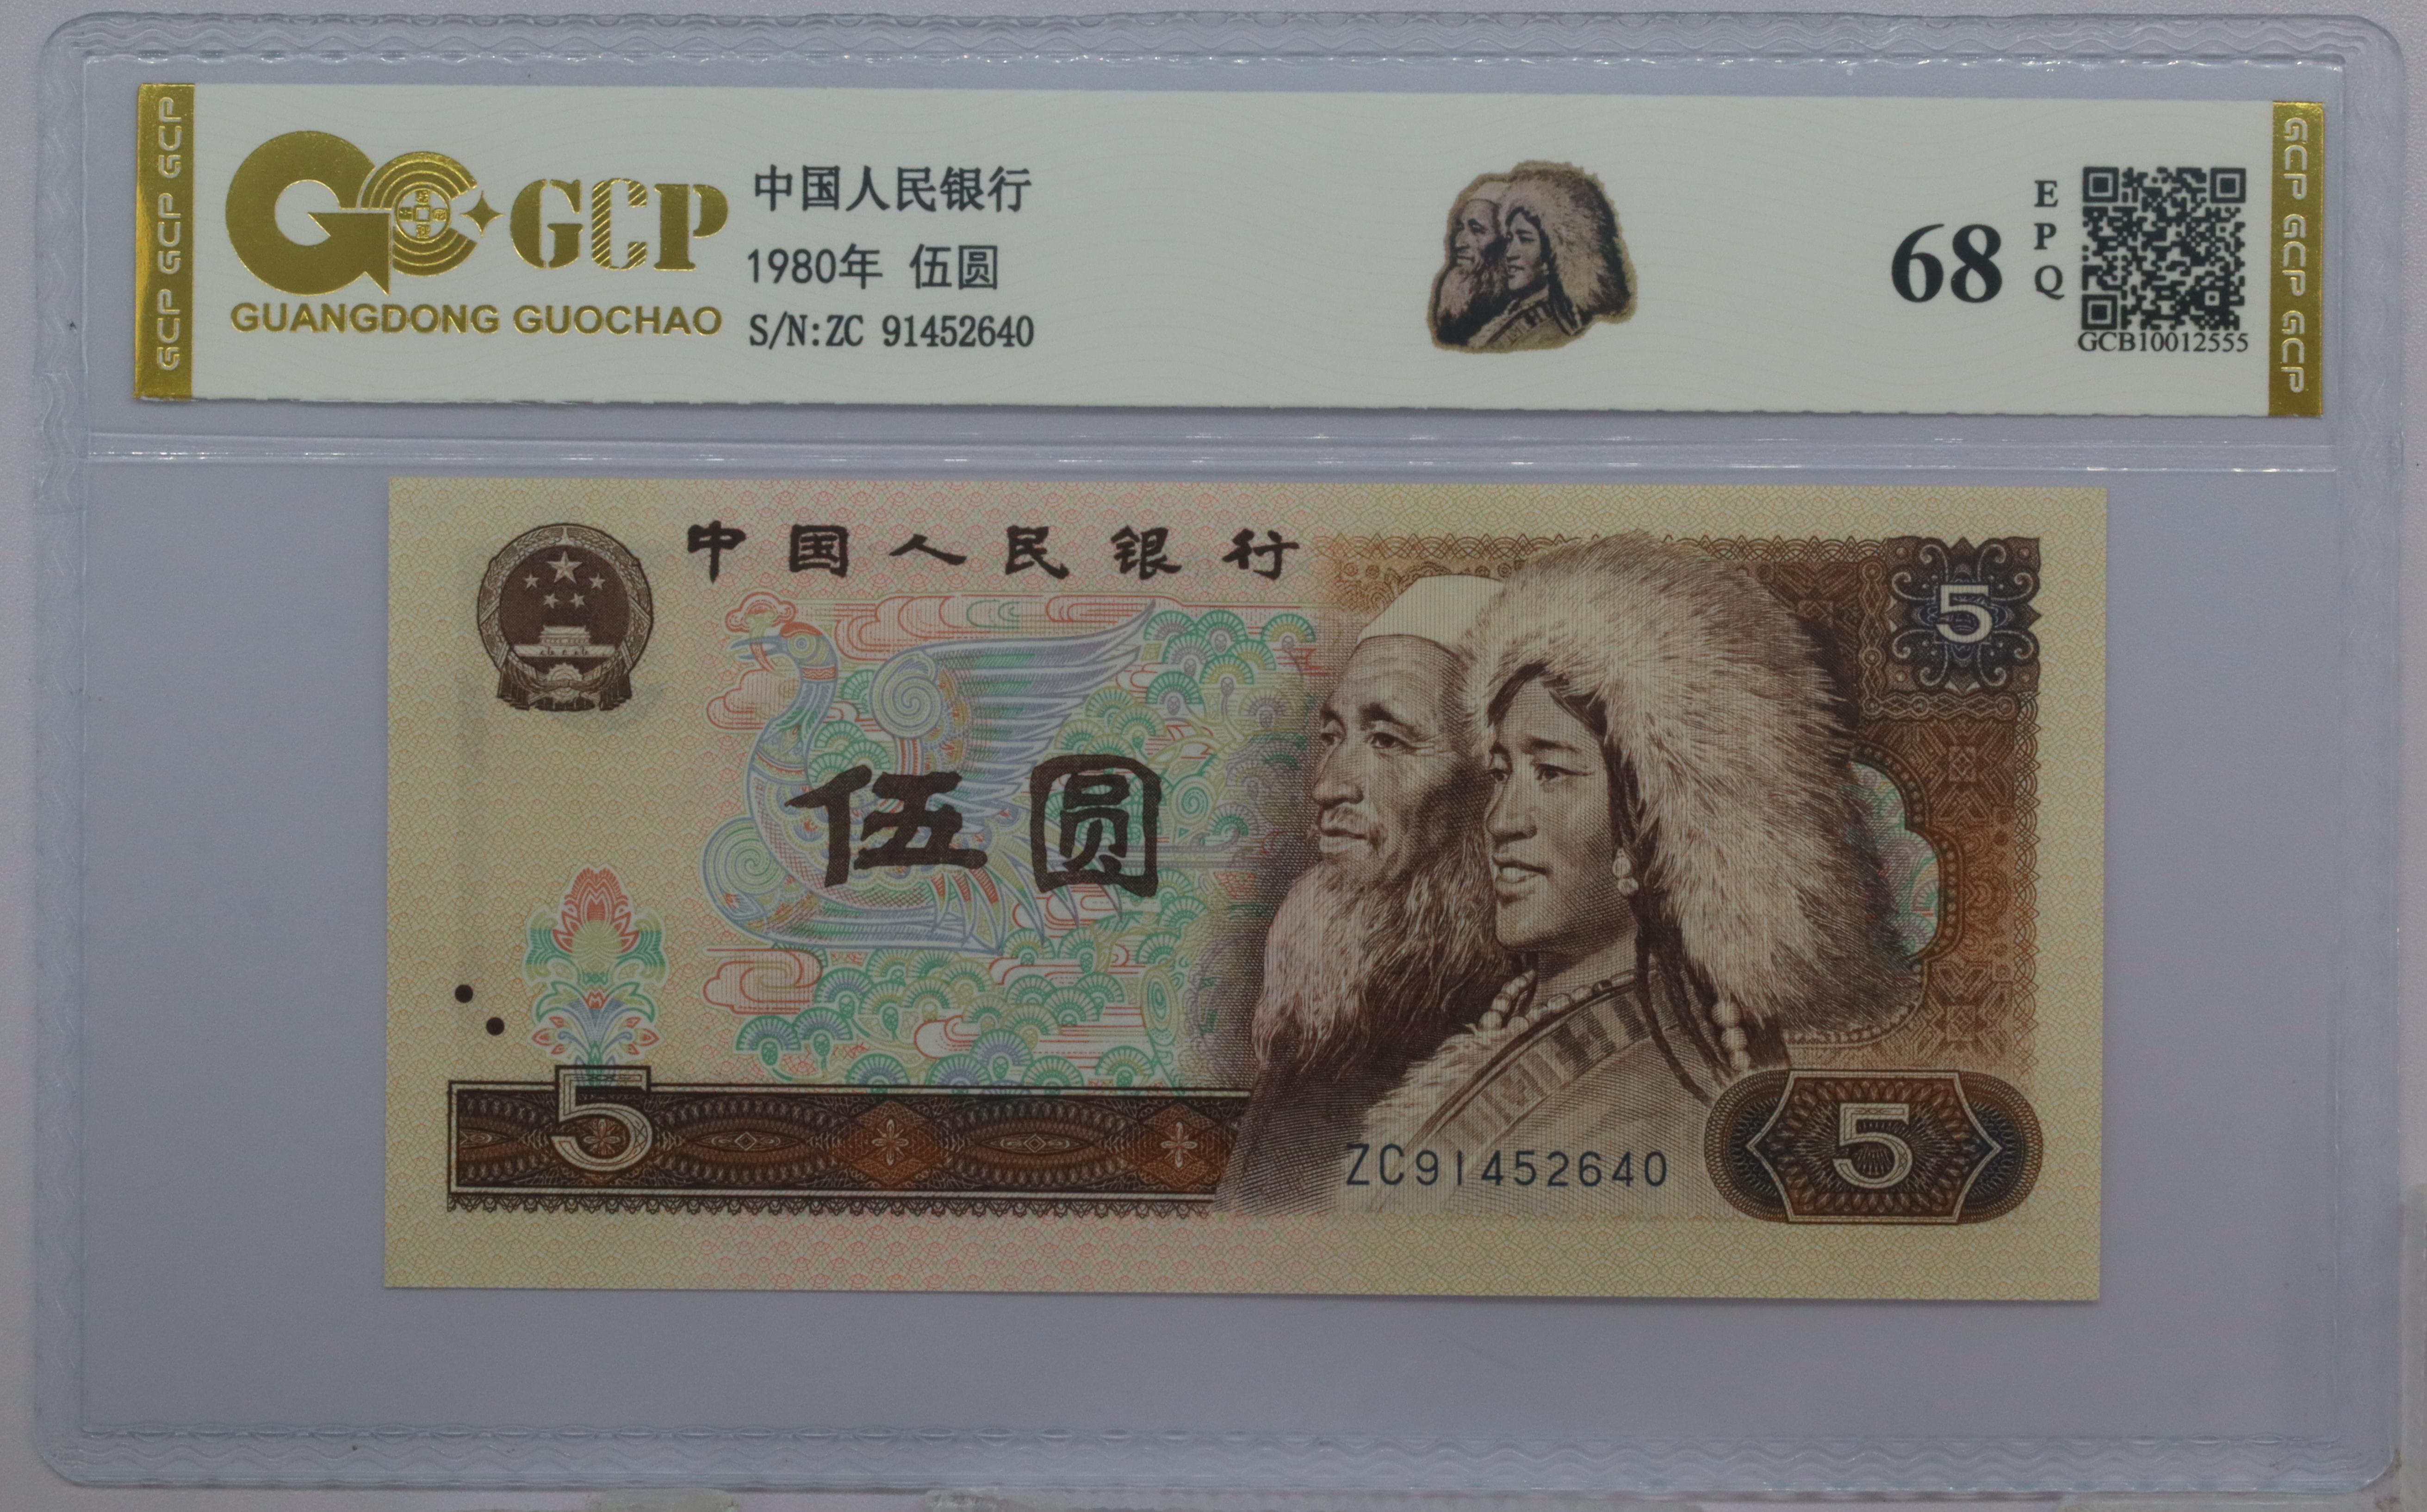 GCP GCP GCP
GCP
GUANGDONG GUOCHAO
中国人民银行
1980年 伍圆
S/N:ZC 91452640
68
EPQ
GCB10012555
GCP GCP GCP
中国人民银行
5
伍圆
5
ZC91452640
5